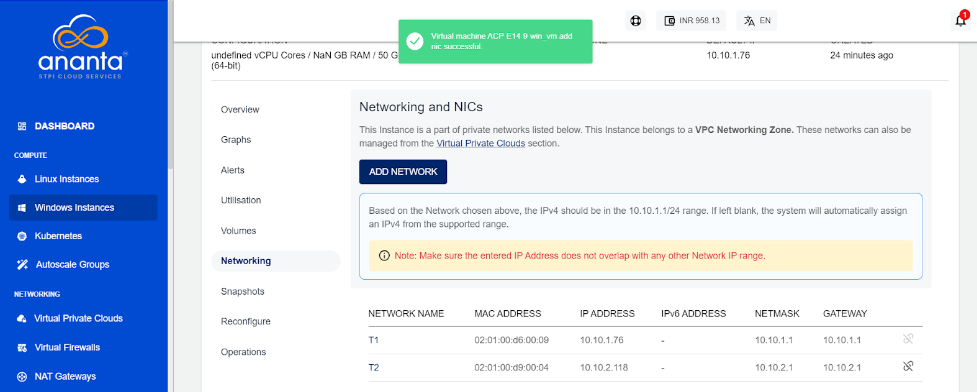 ananta
STPI CLOUD SERVICES
DASHBOARD
COMPUTE
Linux Instances
Windows Instances
Kubernetes
Autoscale Groups
NETWORKING
Virtual Private Clouds
Virtual Firewalls
NAT Gateways
INR 958.13
EN
1
Virtual machine ACP E14 9 win vm add
nic successful.
undefined vCPU Cores / NaN GB RAM / 50 G
(64-bit)
10.10.1.76
24 minutes ago
Overview
Graphs
Alerts
Utilisation
Volumes
Networking
Snapshots
Reconfigure
Operations
Networking and NICs
This Instance is a part of private networks listed below. This Instance belongs to a VPC Networking Zone. These networks can also be
managed from the Virtual Private Clouds section.
ADD NETWORK
Based on the Network chosen above, the IPv4 should be in the 10.10.1.1/24 range. If left blank, the system will automatically assign
an IPv4 from the supported range.
Note: Make sure the entered IP Address does not overlap with any other Network IP range.
NETWORK NAME MAC ADDRESS IP ADDRESS IPv6 ADDRESS NETMASK GATEWAY
T1 02:01:00:d6:00:09 10.10.1.76 - 10.10.1.1 10.10.1.1
T2 02:01:00:d9:00:04 10.10.2.118 - 10.10.2.1 10.10.2.1